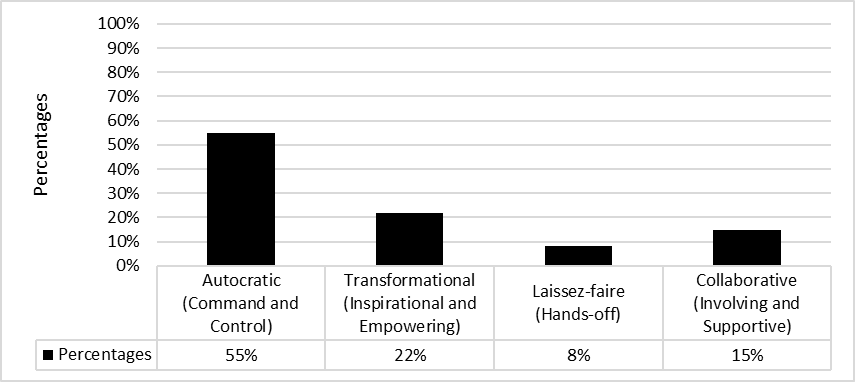 Percentages
100%
90%
80%
70%
60%
50%
40%
30%
20%
10%
0%
Autocratic
(Command and
Control)
Transformational
(Inspirational and
Empowering)
Laissez-faire
(Hands-off)
Collaborative
(Involving and
Supportive)
Percentages 55% 22% 8% 15%